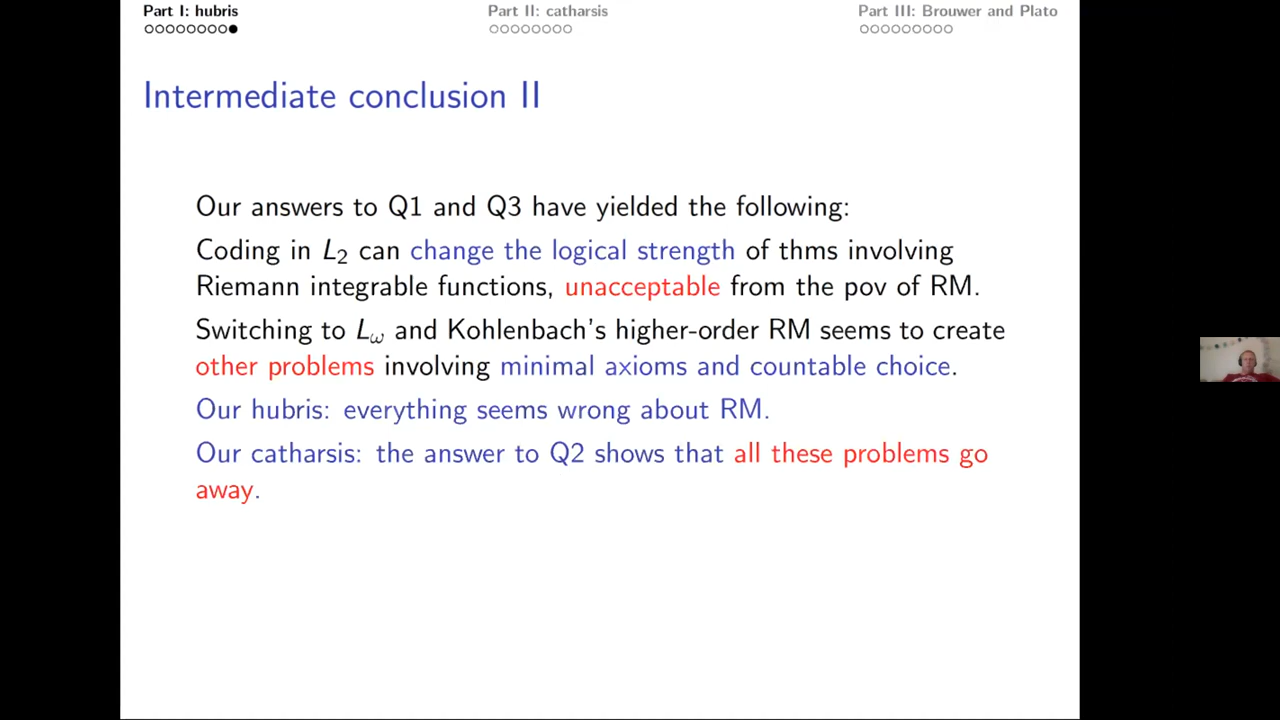 Part I: hubris Part II: catharsis Part III: Brouwer and Plato
Intermediate conclusion II
Our answers to Q1 and Q3 have yielded the following:
Coding in L₂ can change the logical strength of thms involving
Riemann integrable functions, unacceptable from the pov of RM.
Switching to Lω and Kohlenbach's higher-order RM seems to create
other problems involving minimal axioms and countable choice.
Our hubris: everything seems wrong about RM.
Our catharsis: the answer to Q2 shows that all these problems go
away.